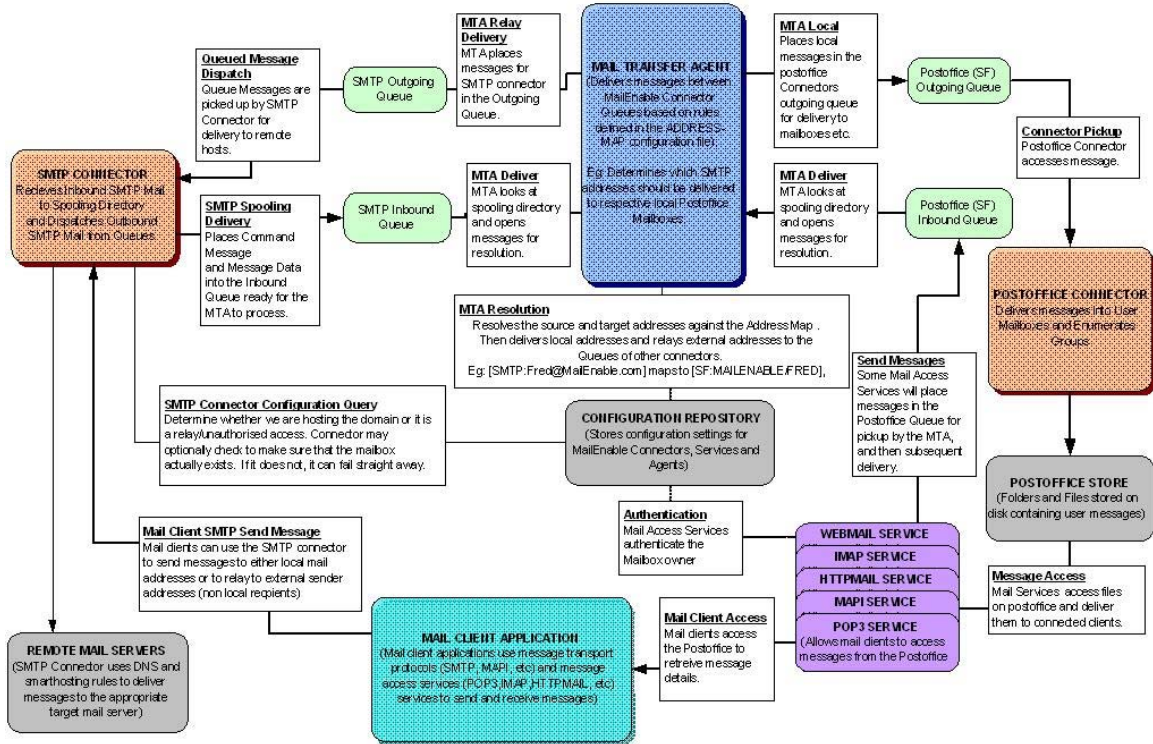 MTA Relay
Delivery
MTA places
messages for
SMTP connector
in the Outgoing
Queue.
MAIL TRANSFER AGENT
(Delivers messages between
MailEnable Connector
Queues based on rules
defined in the ADDRESS-
MAP configuration file).
Eg: Determines which SMTP
addresses should be delivered
to respective local Postoffice
Mailboxes.
MTA Local
Places local
messages in the
postoffice
Connectors
outgoing queue
for delivery to
mailboxes etc.
Queued Message
Dispatch
Queue Messages are
picked up by SMTP
Connector for
delivery to remote
hosts.
SMTP Outgoing
Queue
Postoffice (SF)
Outgoing Queue
Connector Pickup
Postoffice Connector
accesses message.
SMTP CONNECTOR
Recieves Inbound SMTP Mail
to Spooling Directory
and Dispatches Outbound
SMTP Mail from Queues
SMTP Spooling
Delivery
Places Command
Message
and Message Data
into the Inbound
Queue ready for the
MTA to process.
SMTP Inbound
Queue
MTA Deliver
MTA looks at
spooling directory
and opens
messages for
resolution.
MTA Deliver
MTA looks at
spooling directory
and opens
messages for
resolution.
Postoffice (SF)
Inbound Queue
POSTOFFICE CONNECTOR
Delivers messages into User
Mailboxes and Enumerates
Groups
MTA Resolution
Resolves the source and target addresses against the Address Map .
Then delivers local addresses and relays external addresses to the
Queues of other connectors.
Eg: [SMTP:Fred@MailEnable.com] maps to [SF:MAILENABLE/FRED],
Send Messages
Some Mail Access
Services will place
messages in the
Postoffice Queue for
pickup by the MTA,
and then subsequent
delivery.
SMTP Connector Configuration Query
Determine whether we are hosting the domain or it is
a relay/unauthorised access. Connector may
optionally check to make sure that the mailbox
actually exists. If it does not, it can fail straight away.
CONFIGURATION REPOSITORY
(Stores configuration settings for
MailEnable Connectors, Services and
Agents)
POSTOFFICE STORE
(Folders and Files stored on
disk containing user messages)
Authentication
Mail Access Services
authenticate the
Mailbox owner
Mail Client SMTP Send Message
Mail clients can use the SMTP connector
to send messages to either local mail
addresses or to relay to external sender
addresses (non local recpients)
WEBMAIL SERVICE
IMAP SERVICE
HTTPMAIL SERVICE
MAPI SERVICE
POP3 SERVICE
(Allows mail clients to access
messages from the Postoffice
Message Access
Mail Services access files
on postoffice and deliver
them to connected clients.
Mail Client Access
Mail clients access
the Postoffice to
retreive message
details.
MAIL CLIENT APPLICATION
(Mail client applications use message transport
protocols (SMTP, MAPI, etc) and message
access services (POP3,IMAP,HTTPMAIL, etc)
services to send and receive messages)
REMOTE MAIL SERVERS
(SMTP Connector uses DNS and
smarthosting rules to deliver
messages to the appropriate
target mail server)